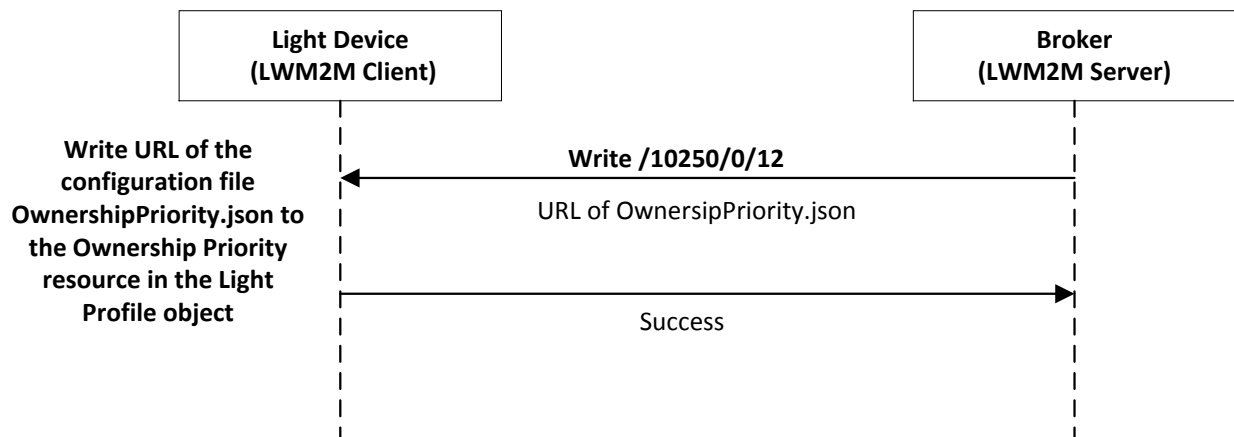 Light Device
(LWM2M Client)
Broker
(LWM2M Server)
Write URL of the
configuration file
OwnershipPriority.json to
the Ownership Priority
resource in the Light
Profile object
Write /10250/0/12
URL of OwnersipPriority.json
Success